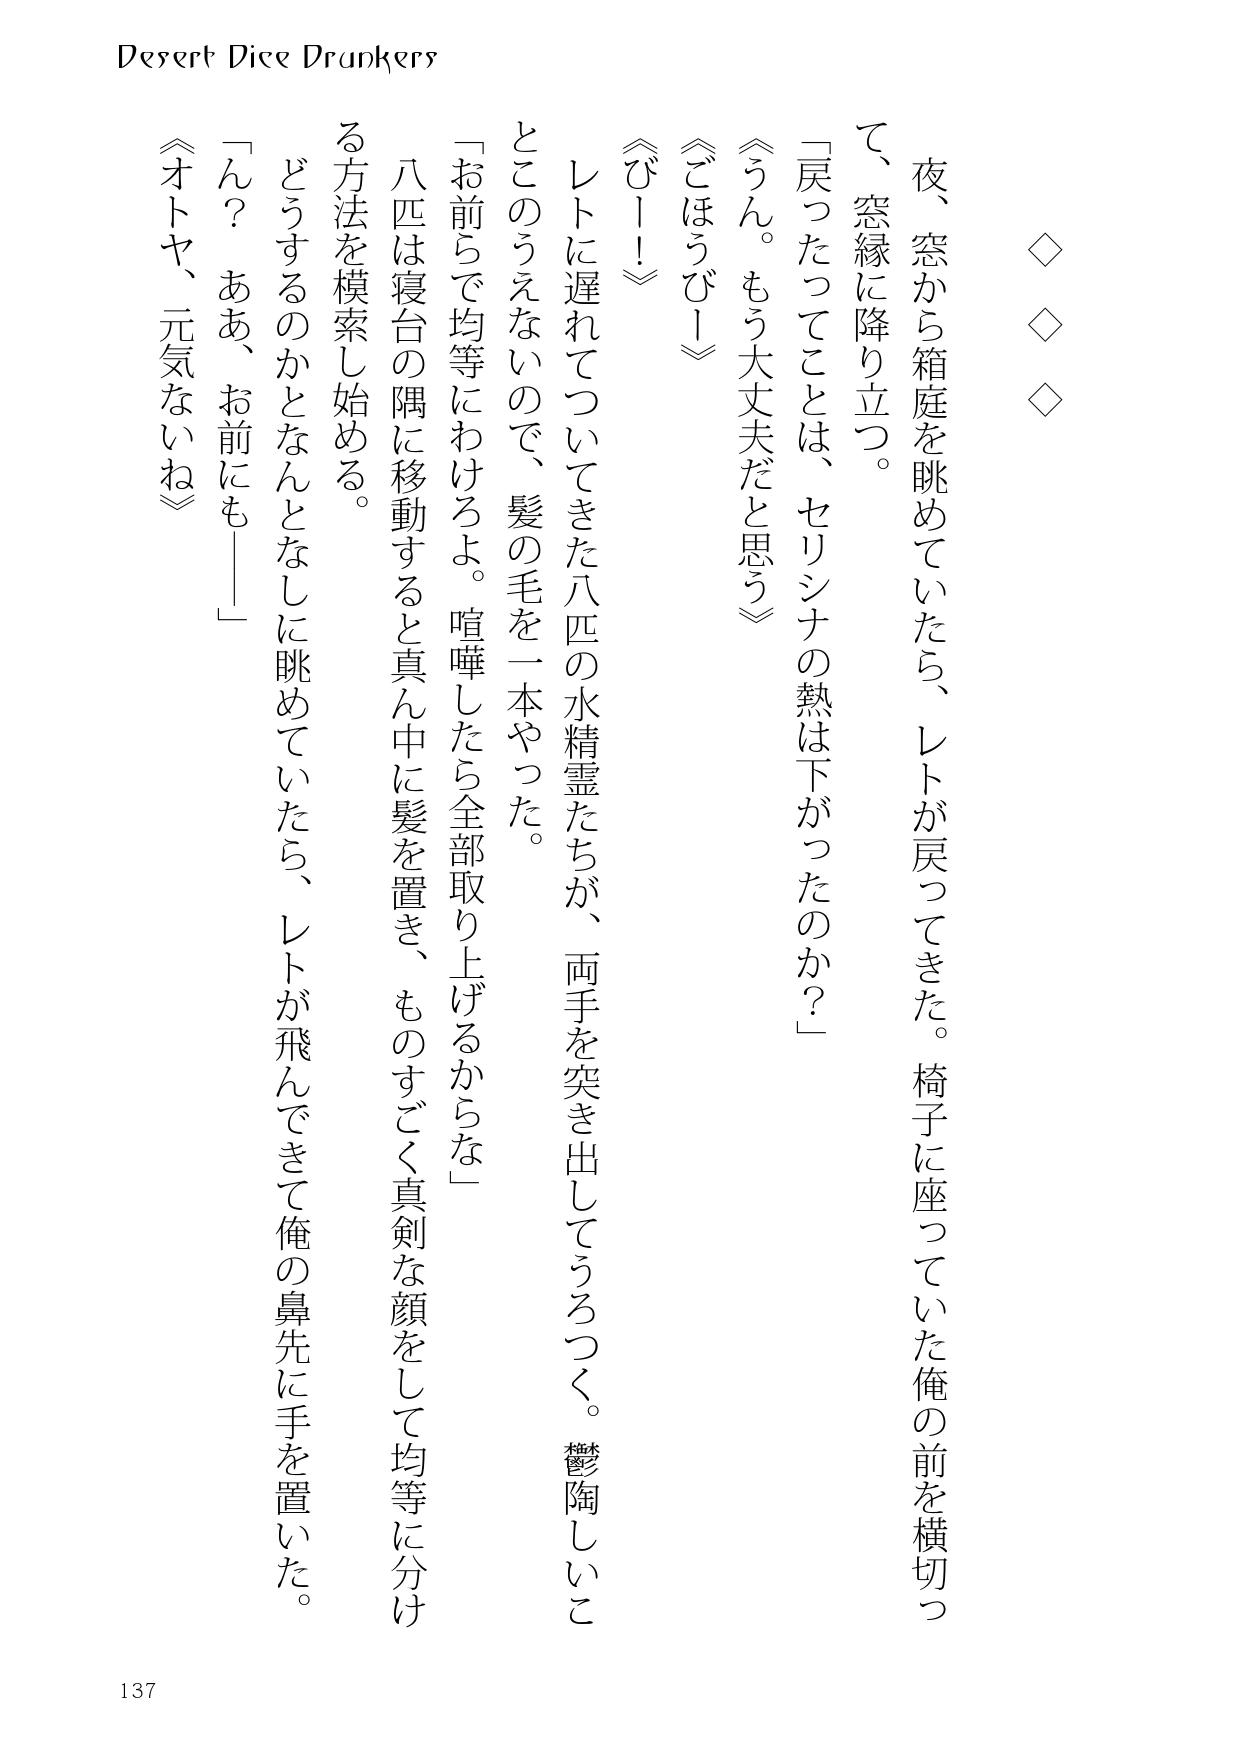 Desert Dice Drunkers
◇ ◇ ◇
夜、窓から箱庭を眺めていたら、レトが戻ってきた。椅子に座っていた俺の前を横切っ
て、窓縁に降り立つ。
「戻ったってことは、セリシナの熱は下がったのか？」
《うん。もう大丈夫だと思う》
《ごほうびー》
《びー！》
レトに遅れてついてきた八匹の水精霊たちが、両手を突き出してうろつく。鬱陶しいこ
とこのうえないので、髪の毛を一本やった。
「お前らで均等にわけろよ。喧嘩したら全部取り上げるからな」
八匹は寝台の隅に移動すると真ん中に髪を置き、ものすごく真剣な顔をして均等に分け
る方法を模索し始める。
どうするのかとなんとなしに眺めていたら、レトが飛んできて俺の鼻先に手を置いた。
「ん？　ああ、お前にも――」
《オトヤ、元気ないね》
137